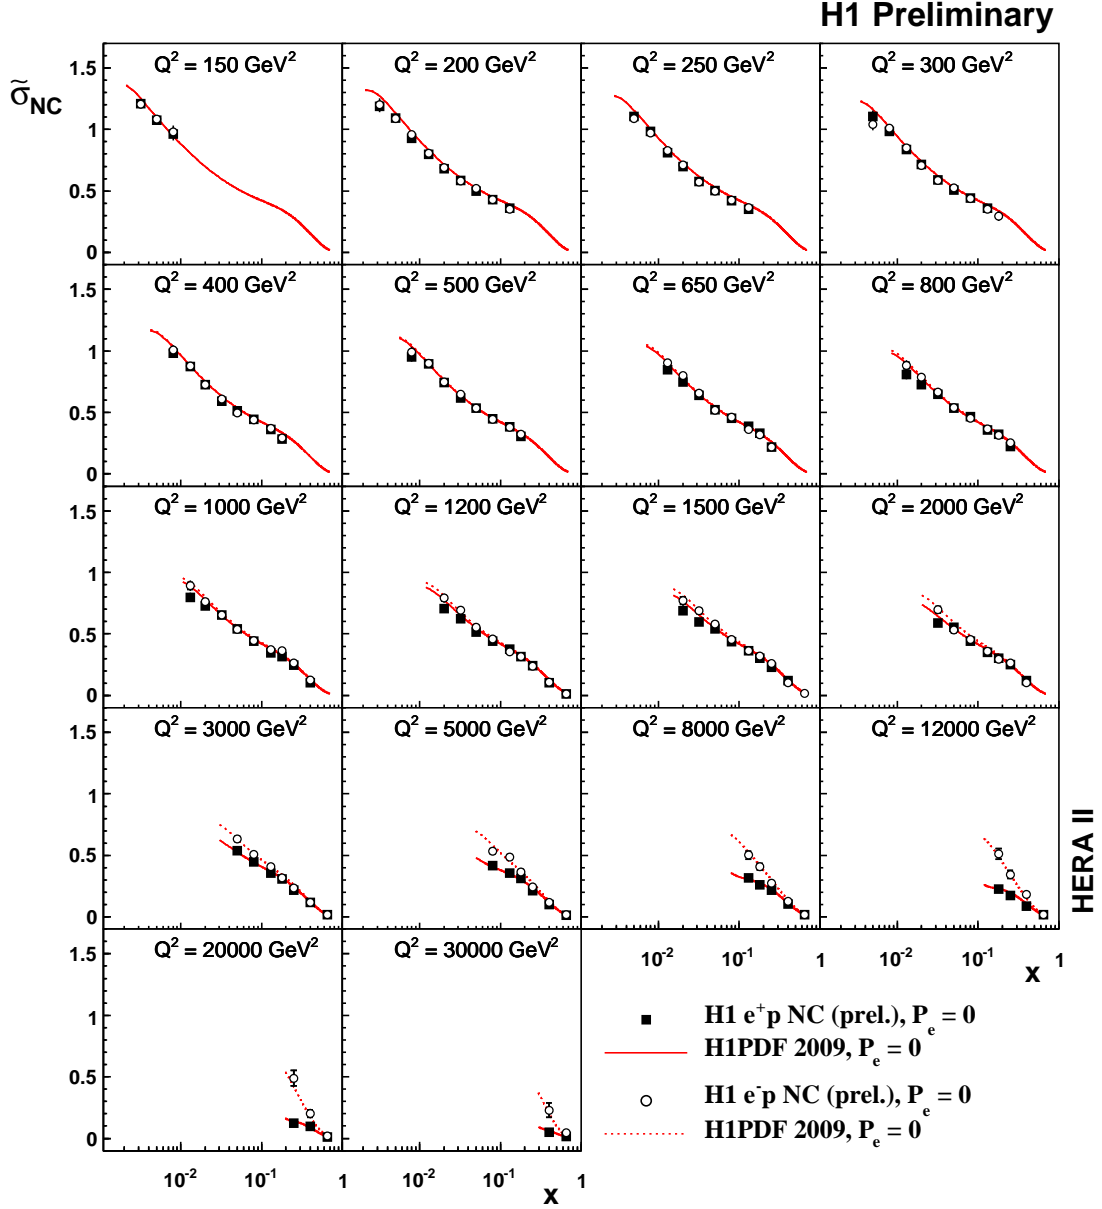 H1 Preliminary
σ̃NC
Q² = 150 GeV²
Q² = 200 GeV²
Q² = 250 GeV²
Q² = 300 GeV²
1.5
1
0.5
0
Q² = 400 GeV²
Q² = 500 GeV²
Q² = 650 GeV²
Q² = 800 GeV²
1.5
1
0.5
0
Q² = 1000 GeV²
Q² = 1200 GeV²
Q² = 1500 GeV²
Q² = 2000 GeV²
1.5
1
0.5
0
Q² = 3000 GeV²
Q² = 5000 GeV²
Q² = 8000 GeV²
Q² = 12000 GeV²
1.5
1
0.5
0
HERA II
Q² = 20000 GeV²
Q² = 30000 GeV²
1.5
1
0.5
0
10⁻² 10⁻¹ 1 10⁻² 10⁻¹ 1
x
H1 e⁺p NC (prel.), Pe = 0
H1PDF 2009, Pe = 0
H1 e⁻p NC (prel.), Pe = 0
H1PDF 2009, Pe = 0
10⁻² 10⁻¹ 1 10⁻² 10⁻¹ 1
x